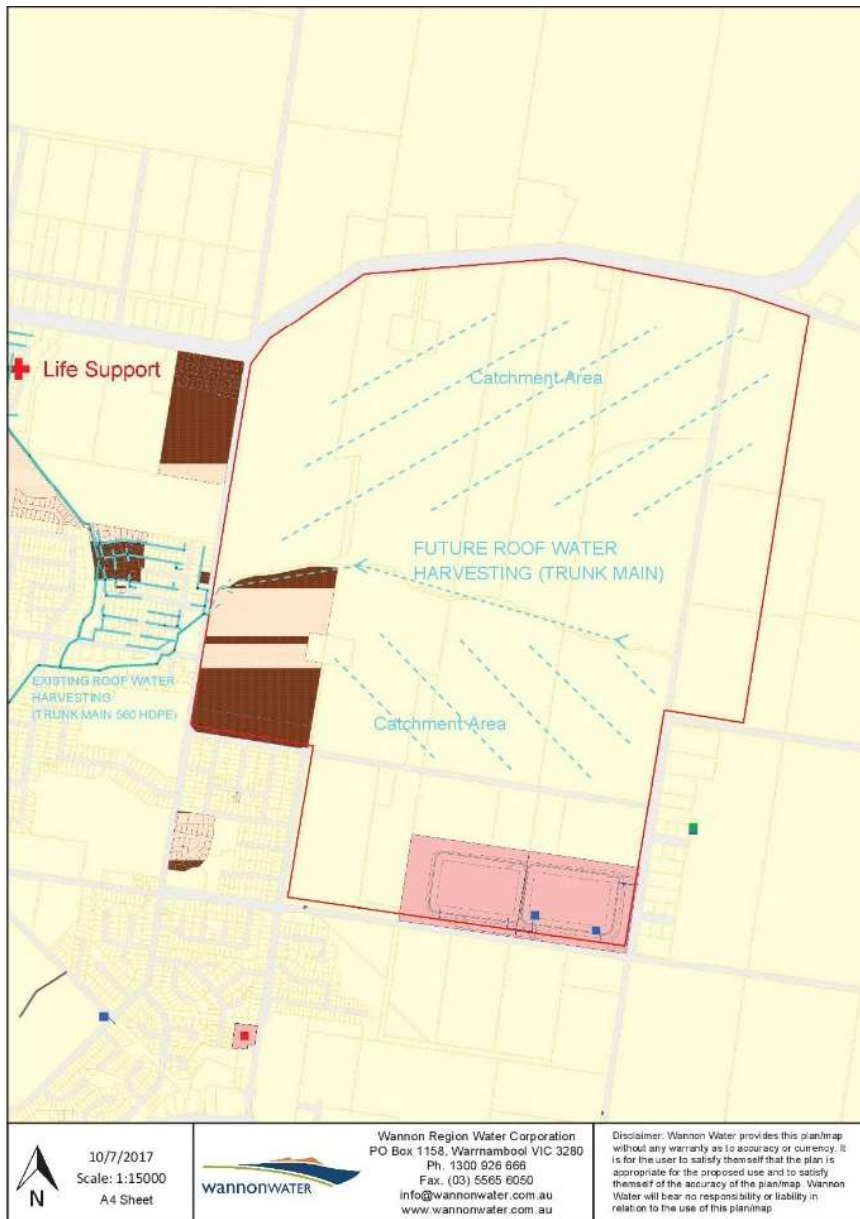 Catchment Area
Life Support
FUTURE ROOF WATER
HARVESTING (TRUNK MAIN)
EXISTING ROOF WATER
HARVESTING
(TRUNK MAIN 560 HDPE)
Catchment Area
N
10/7/2017
Scale: 1:15000
A4 Sheet
wannonwater
Wannon Region Water Corporation
PO Box 1158, Warrnambool VIC 3280
Ph. 1300 926 666
Fax. (03) 5565 6050
info@wannonwater.com.au
www.wannonwater.com.au
Disclaimer: Wannon Water provides this plan/map
without any warranty as to accuracy or currency. It
is for the user to satisfy themself that the plan is
appropriate for the proposed use and to satisfy
themself of the accuracy of the plan/map. Wannon
Water will bear no responsibility or liability in
relation to the use of this plan/map